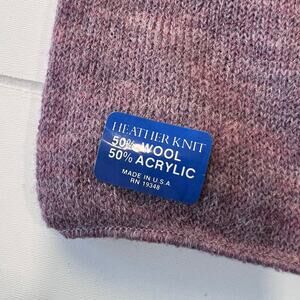 HEATHER KNIT
50% WOOL
50% ACRYLIC
MADE IN U.S.A
RN 19348